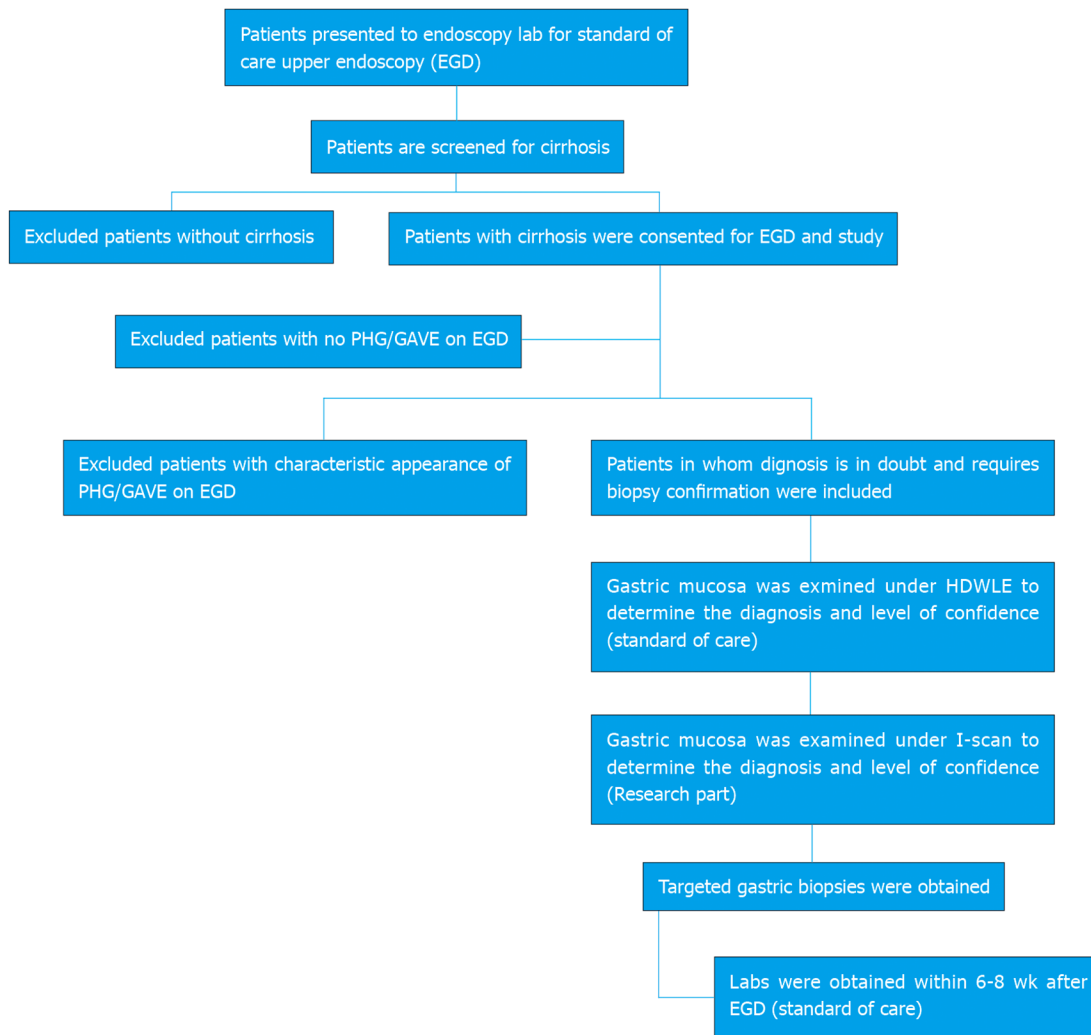 Patients presented to endoscopy lab for standard of
care upper endoscopy (EGD)
Patients are screened for cirrhosis
Excluded patients without cirrhosis
Patients with cirrhosis were consented for EGD and study
Excluded patients with no PHG/GAVE on EGD
Excluded patients with characteristic appearance of
PHG/GAVE on EGD
Patients in whom dignosis is in doubt and requires
biopsy confirmation were included
Gastric mucosa was exmined under HDWLE to
determine the diagnosis and level of confidence
(standard of care)
Gastric mucosa was examined under I-scan to
determine the diagnosis and level of confidence
(Research part)
Targeted gastric biopsies were obtained
Labs were obtained within 6-8 wk after
EGD (standard of care)